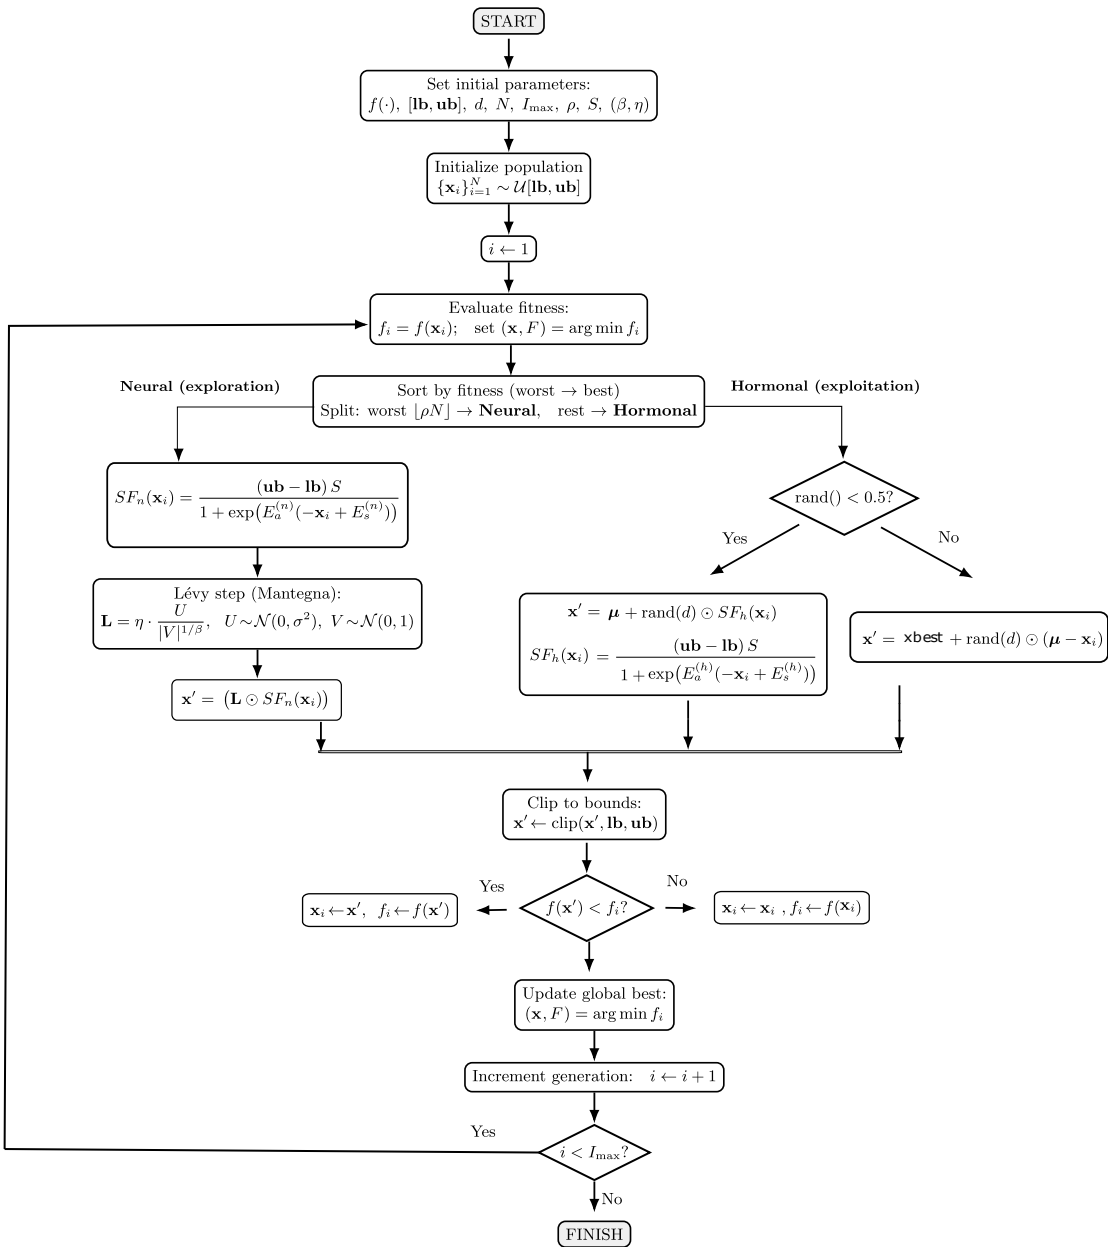 START
Set initial parameters:
f(·), [lb, ub], d, N, I_max, ρ, S, (β, η)
Initialize population
{x_i}_{i=1}^N ∼ 𝒰[lb, ub]
i ← 1
Evaluate fitness:
f_i = f(x_i); set (x, F) = arg min f_i
Neural (exploration)
Hormonal (exploitation)
Sort by fitness (worst → best)
Split: worst ⌊ρN⌋ → Neural, rest → Hormonal
SF_n(x_i) = (ub − lb) S / (1 + exp(E_a^{(n)}(−x_i + E_s^{(n)})))
rand() < 0.5?
Yes
No
Lévy step (Mantegna):
L = η · U / |V|^{1/β}, U ∼ 𝒩(0, σ²), V ∼ 𝒩(0, 1)
x′ = μ + rand(d) ⊙ SF_h(x_i)
SF_h(x_i) = (ub − lb) S / (1 + exp(E_a^{(h)}(−x_i + E_s^{(h)})))
x′ = xbest + rand(d) ⊙ (μ − x_i)
x′ = (L ⊙ SF_n(x_i))
Clip to bounds:
x′ ← clip(x′, lb, ub)
Yes
No
x_i ← x′, f_i ← f(x′)
f(x′) < f_i?
x_i ← x_i , f_i ← f(x_i)
Update global best:
(x, F) = arg min f_i
Increment generation: i ← i + 1
Yes
i < I_max?
No
FINISH